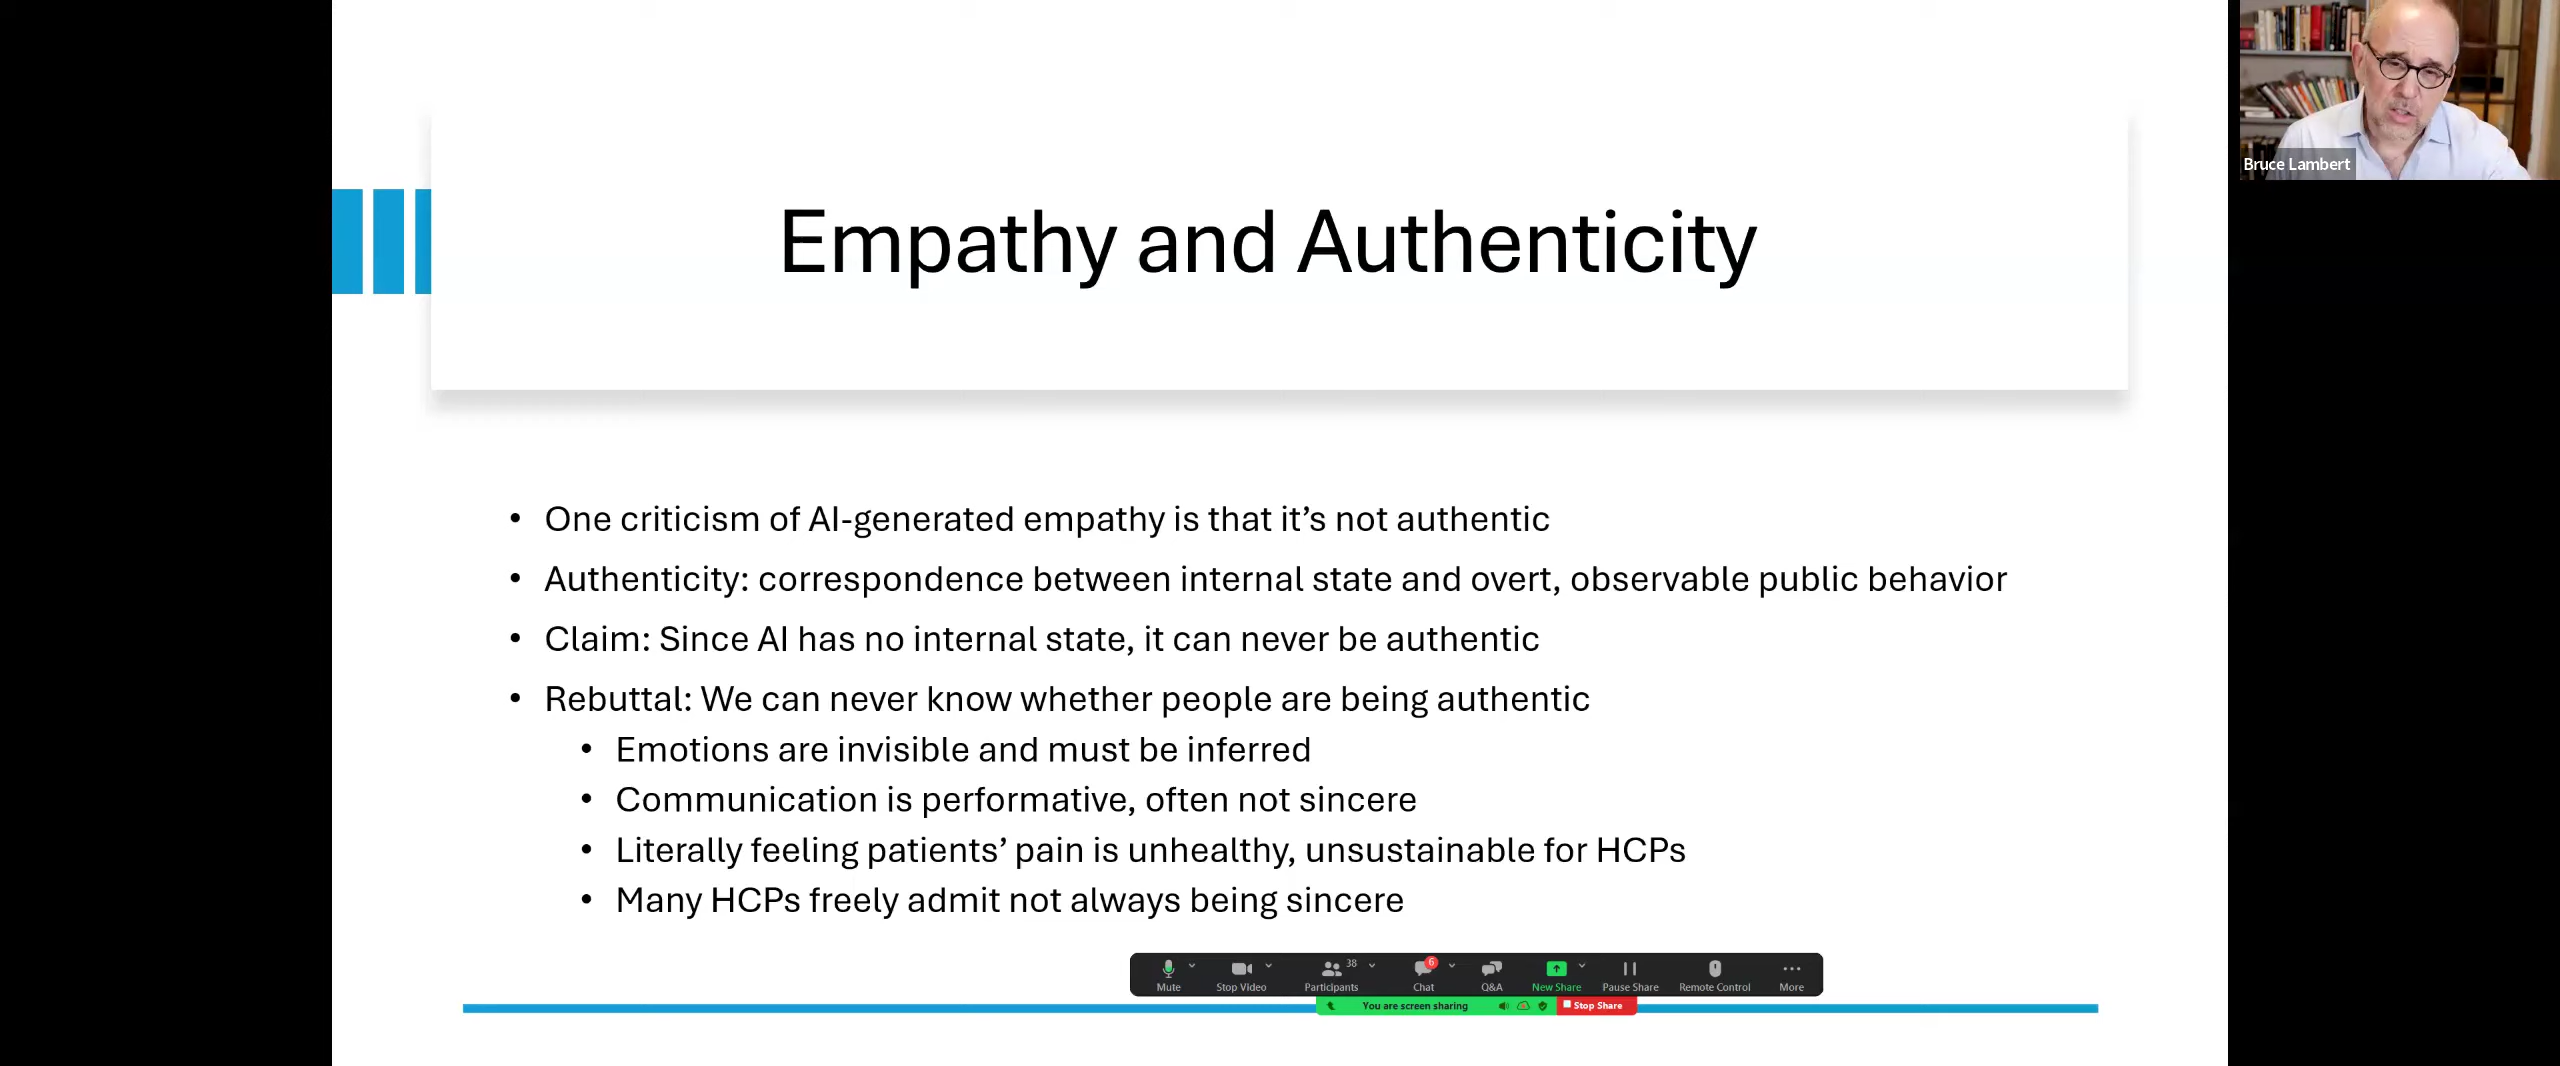 Bruce Lambert
Empathy and Authenticity
• One criticism of AI-generated empathy is that it’s not authentic
• Authenticity: correspondence between internal state and overt, observable public behavior
• Claim: Since AI has no internal state, it can never be authentic
• Rebuttal: We can never know whether people are being authentic
• Emotions are invisible and must be inferred
• Communication is performative, often not sincere
• Literally feeling patients’ pain is unhealthy, unsustainable for HCPs
• Many HCPs freely admit not always being sincere
38 6
Mute Stop Video Participants Chat Q&A New Share Pause Share Remote Control More
You are screen sharing Stop Share